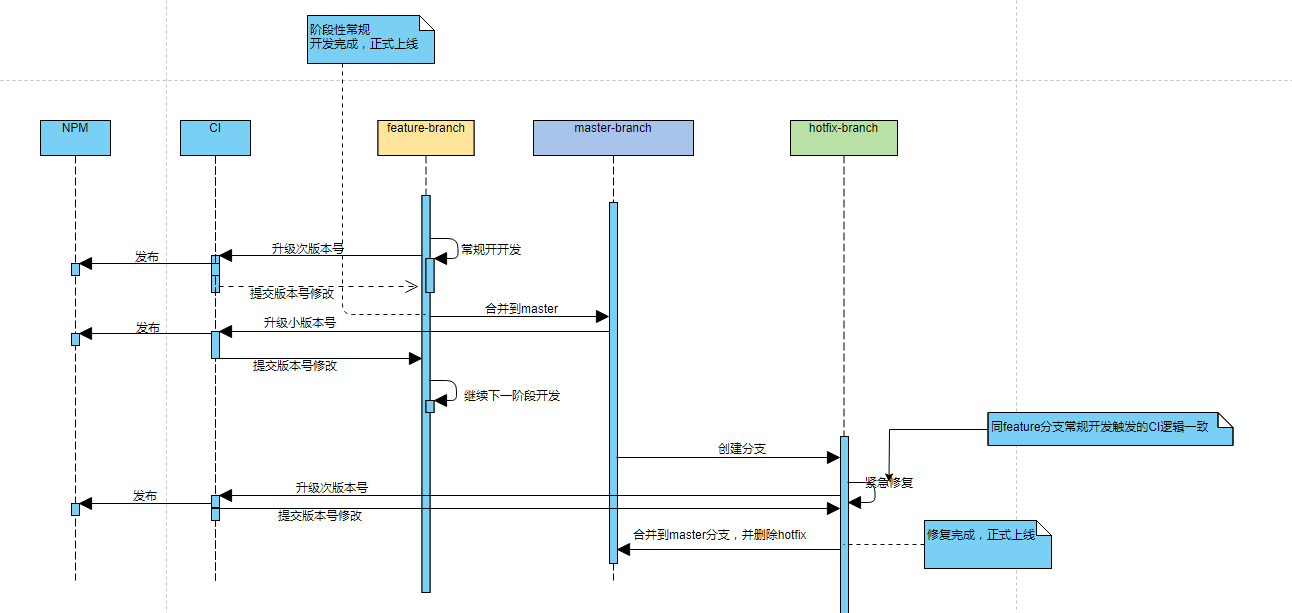 阶段性常规
开发完成，正式上线
NPM
CI
feature-branch
master-branch
hotfix-branch
发布
升级次版本号
常规开开发
提交版本号修改
合并到master
发布
升级小版本号
提交版本号修改
继续下一阶段开发
同feature分支常规开发触发的CI逻辑一致
创建分支
紧急修复
发布
升级次版本号
提交版本号修改
合并到master分支，并删除hotfix
修复完成，正式上线